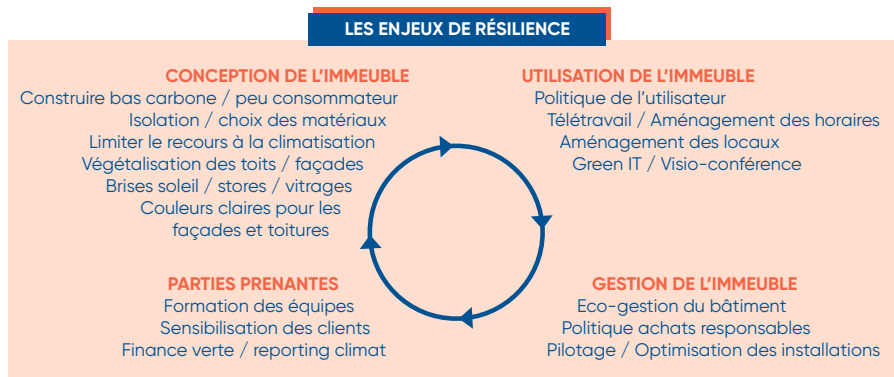 LES ENJEUX DE RÉSILIENCE
CONCEPTION DE L'IMMEUBLE
Construire bas carbone / peu consommateur
Isolation / choix des matériaux
Limiter le recours à la climatisation
Végétalisation des toits / façades
Brises soleil / stores / vitrages
Couleurs claires pour les
façades et toitures
UTILISATION DE L'IMMEUBLE
Politique de l'utilisateur
Télétravail / Aménagement des horaires
Aménagement des locaux
Green IT / Visio-conférence
PARTIES PRENANTES
Formation des équipes
Sensibilisation des clients
Finance verte / reporting climat
GESTION DE L'IMMEUBLE
Eco-gestion du bâtiment
Politique achats responsables
Pilotage / Optimisation des installations